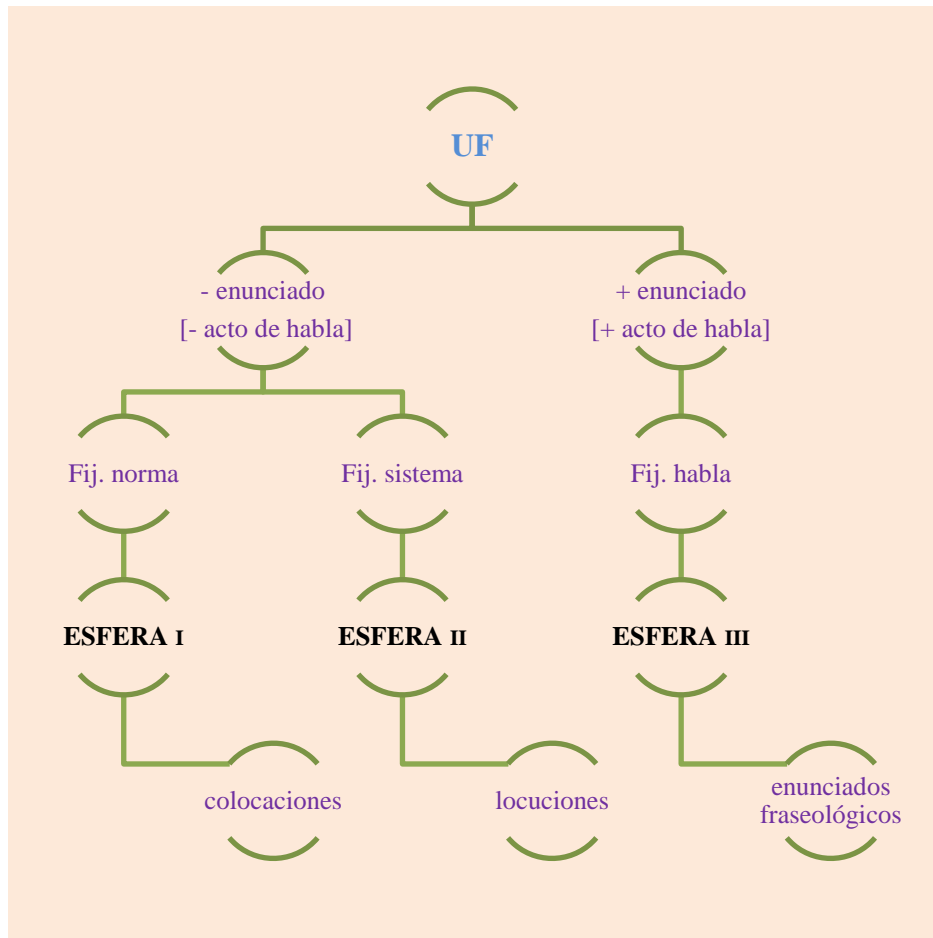 UF
- enunciado
[- acto de habla]
+ enunciado
[+ acto de habla]
Fij. norma
Fij. sistema
Fij. habla
ESFERA I
ESFERA II
ESFERA III
colocaciones
locuciones
enunciados
fraseológicos